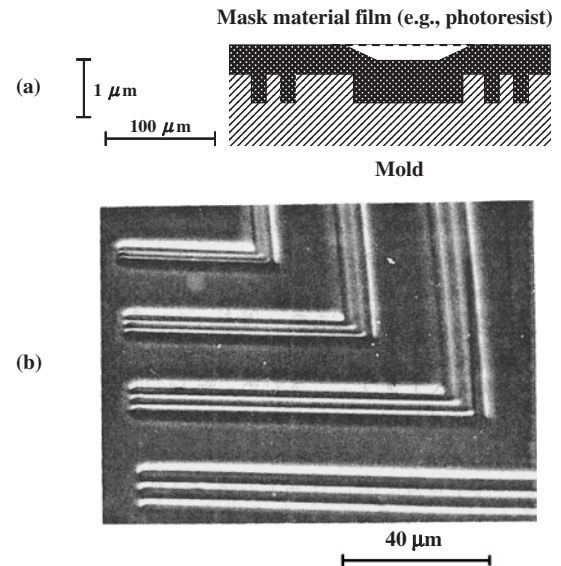 Mask material film (e.g., photoresist)
(a)
1 μm
100 μm
Mold
(b)
40 μm